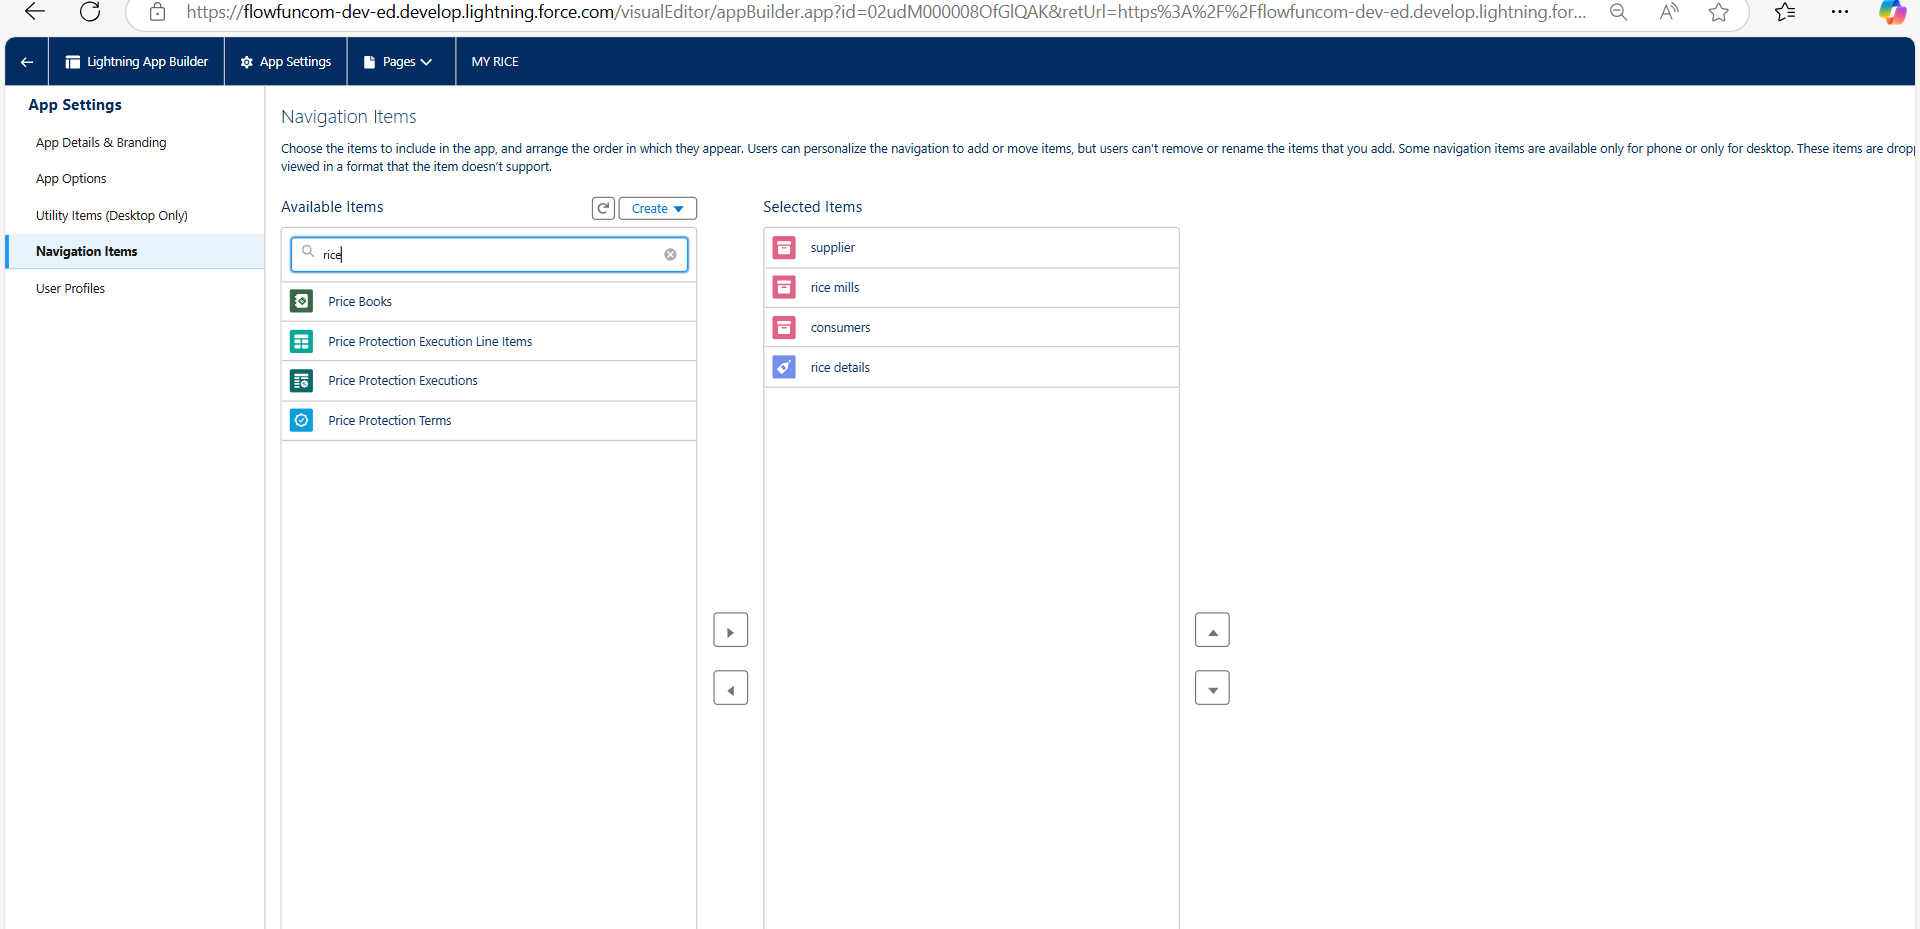 https://flowfuncom-dev-ed.develop.lightning.force.com/visualEditor/appBuilder.app?id=02udM000008OfGlQAK&retUrl=https%3A%2F%2Fflowfuncom-dev-ed.develop.lightning.for...
Lightning App Builder
App Settings
Pages
MY RICE
App Settings
App Details & Branding
App Options
Utility Items (Desktop Only)
Navigation Items
User Profiles
Navigation Items
Choose the items to include in the app, and arrange the order in which they appear. Users can personalize the navigation to add or move items, but users can't remove or rename the items that you add. Some navigation items are available only for phone or only for desktop. These items are drop
viewed in a format that the item doesn't support.
Available Items
Create
rice
Price Books
Price Protection Execution Line Items
Price Protection Executions
Price Protection Terms
Selected Items
supplier
rice mills
consumers
rice details